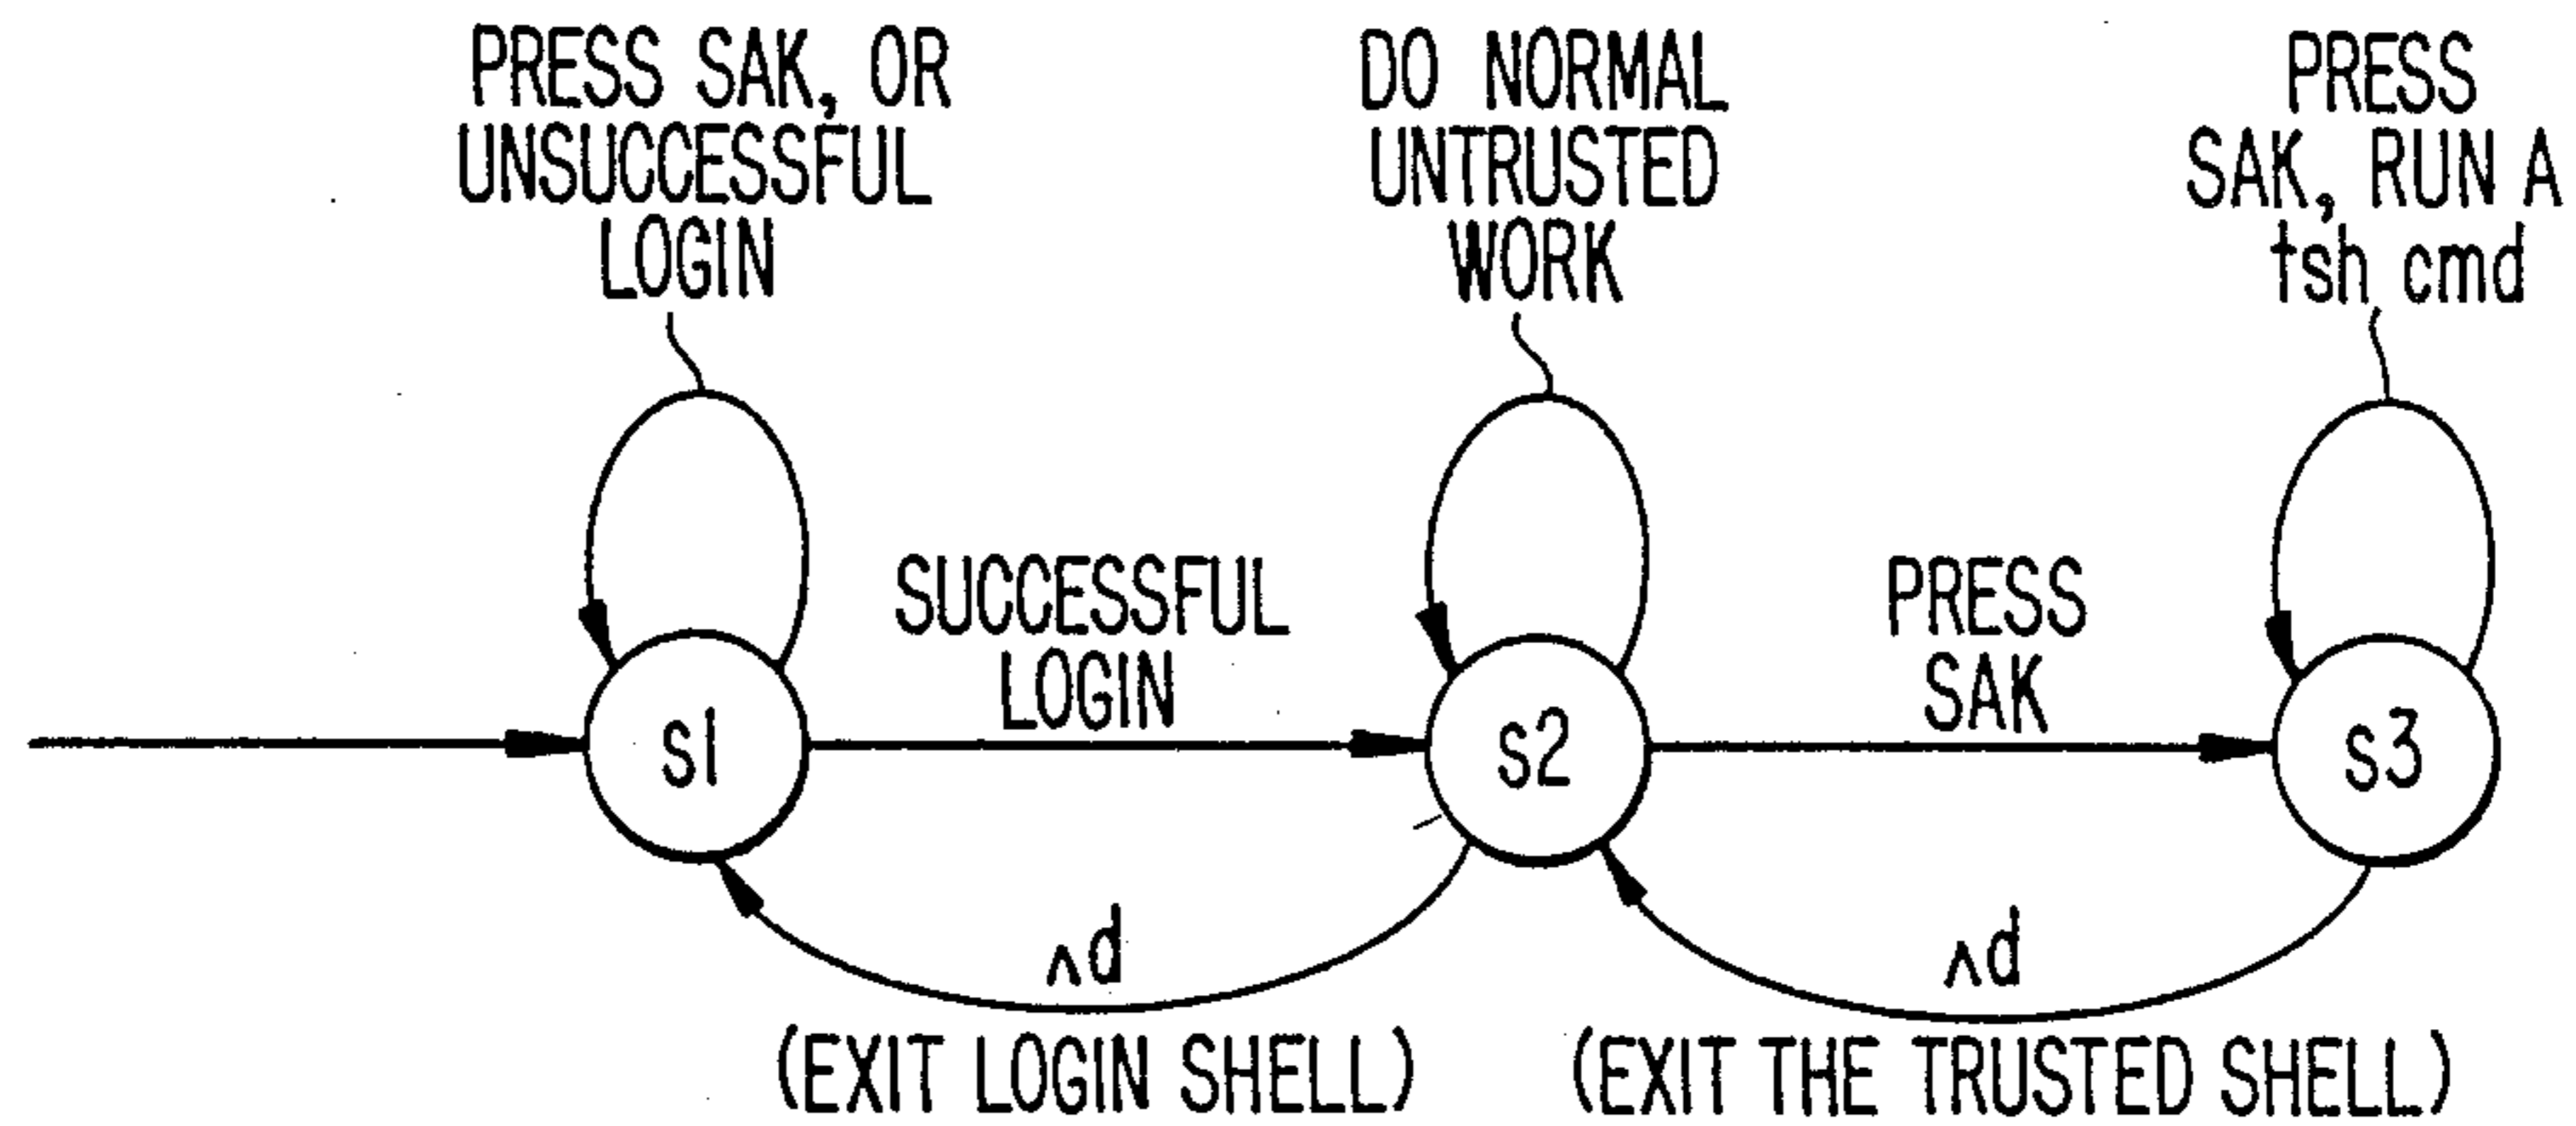 PRESS SAK, OR
UNSUCCESSFUL
LOGIN
DO NORMAL
UNTRUSTED
WORK
PRESS
SAK, RUN A
tsh cmd
SUCCESSFUL
LOGIN
PRESS
SAK
s1
s2
s3
^d
^d
(EXIT LOGIN SHELL)
(EXIT THE TRUSTED SHELL)